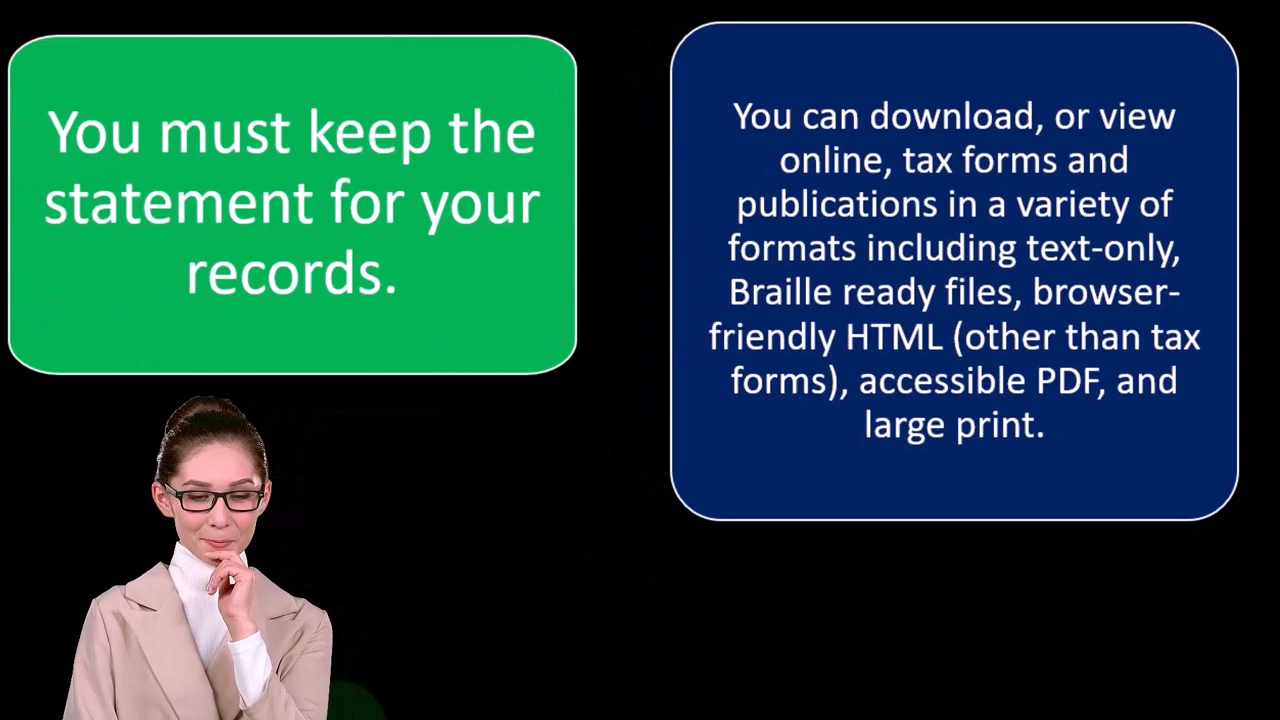 You must keep the
statement for your
records.
You can download, or view
online, tax forms and
publications in a variety of
formats including text-only,
Braille ready files, browser-
friendly HTML (other than tax
forms), accessible PDF, and
large print.